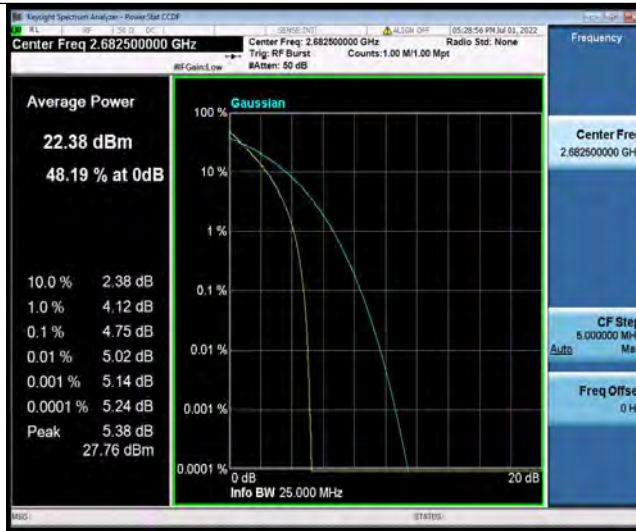 Keysight Spectrum Analyzer - Power Stat CCDF
RL RF 50 Ω DC SENSE:INT ALIGN OFF 05:28:56 PM Jul 01, 2022
Center Freq 2.682500000 GHz
Center Freq: 2.682500000 GHz Radio Std: None
Trig: RF Burst Counts:1.00 M/1.00 Mpt
#IFGain:Low #Atten: 50 dB
Frequency
Average Power
22.38 dBm
48.19 % at 0dB
10.0 % 2.38 dB
1.0 % 4.12 dB
0.1 % 4.75 dB
0.01 % 5.02 dB
0.001 % 5.14 dB
0.0001 % 5.24 dB
Peak 5.38 dB
27.76 dBm
Gaussian
100 %
10 %
1 %
0.1 %
0.01 %
0.001 %
0.0001 %
0 dB 20 dB
Info BW 25.000 MHz
Center Fre
2.682500000 GH
CF Step
5.000000 MH
Auto Ma
Freq Offse
0 H
MSG STATUS